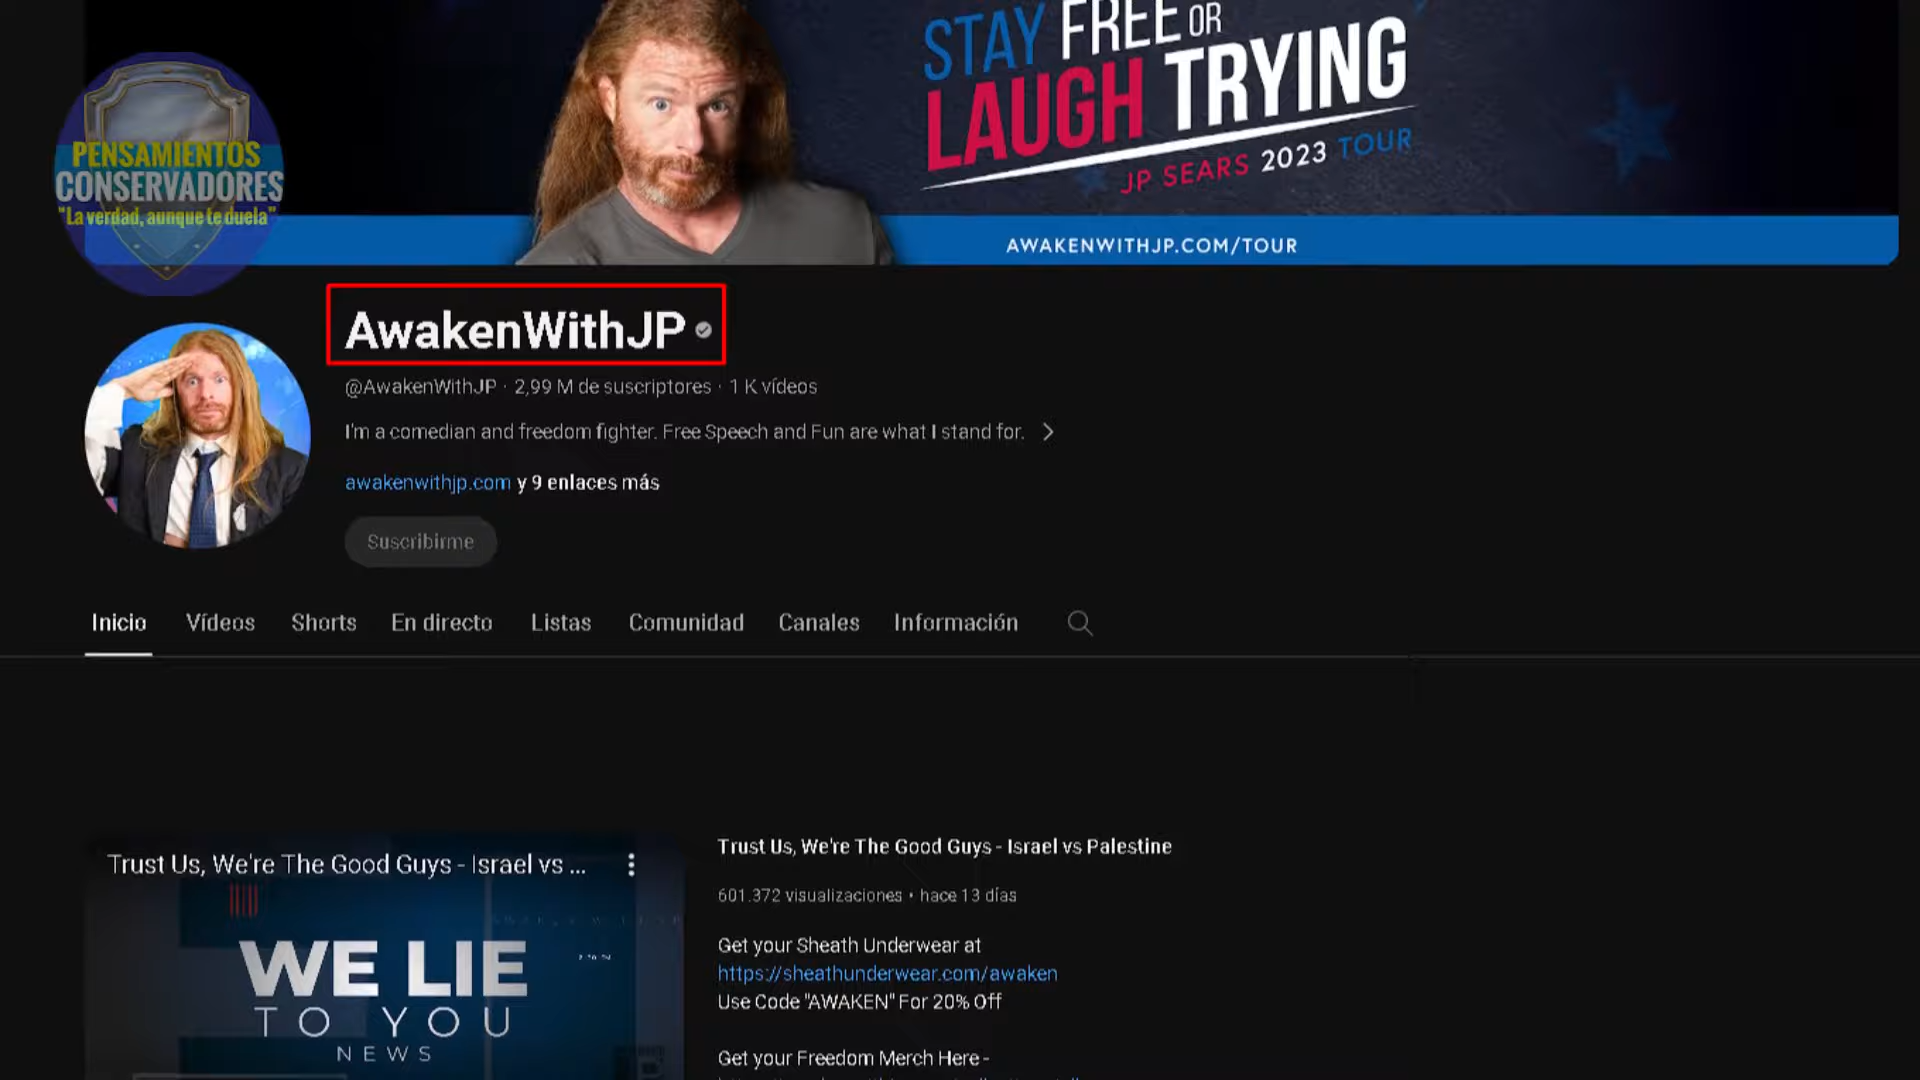 STAY FREE OR
LAUGH TRYING
JP SEARS 2023 TOUR
AWAKENWITHJP.COM/TOUR
PENSAMIENTOS
CONSERVADORES
"La verdad, aunque te duela"
AwakenWithJP
@AwakenWithJP · 2,99 M de suscriptores · 1 K vídeos
I'm a comedian and freedom fighter. Free Speech and Fun are what I stand for.
awakenwithjp.com y 9 enlaces más
Suscribirme
Inicio Vídeos Shorts En directo Listas Comunidad Canales Información
Trust Us, We're The Good Guys - Israel vs ...
WE LIE
TO YOU
NEWS
Trust Us, We're The Good Guys - Israel vs Palestine
601.372 visualizaciones • hace 13 días
Get your Sheath Underwear at
https://sheathunderwear.com/awaken
Use Code "AWAKEN" For 20% Off
Get your Freedom Merch Here -